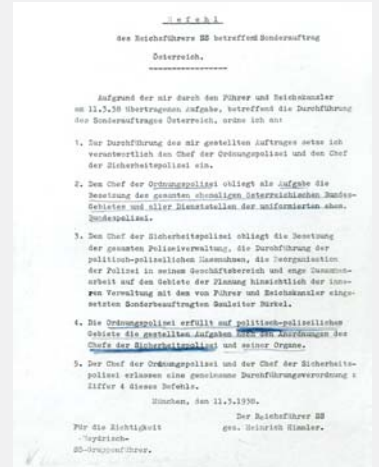 Befehl
des Reichsführers SS betreffend Sonderauftrag
Österreich.
Aufgrund der mir durch den Führer und Reichskanzler
am 11.3.38 übertragenen Aufgabe, betreffend die Durchführung
des Sonderauftrages Österreich, ordne ich an:
1. Zur Durchführung des mir gestellten Auftrages setze ich
verantwortlich den Chef der Ordnungspolizei und den Chef
der Sicherheitspolizei ein.
2. Dem Chef der Ordnungspolizei obliegt als Aufgabe die
Besetzung des gesamten ehemaligen österreichischen Bundes-
Gebietes und aller Dienststellen der uniformierten ehem.
Bundespolizei.
3. Dem Chef der Sicherheitspolizei obliegt die Besetzung
der gesamten Polizeiverwaltung, die Durchführung der
politisch-polizeilichen Massnahmen, die Reorganisation
der Polizei in seinem Geschäftsbereich und enge Zusammen-
arbeit auf dem Gebiete der Planung hinsichtlich der inne-
ren Verwaltung mit dem von Führer und Reichskanzler einge-
setzten Sonderbeauftragten Gauleiter Bürkel.
4. Die Ordnungspolizei erfüllt auf politisch-polizeilichem
Gebiete die gestellten Aufgaben nach den Anordnungen des
Chefs der Sicherheitspolizei und seiner Organe.
5. Der Chef der Ordnungspolizei und der Chef der Sicherheits-
polizei erlassen eine gemeinsame Durchführungsverordnung z
Ziffer 4 dieses Befehls.
München, den 11.3.1938.
Der Reichsführer SS
Für die Richtigkeit gez. Heinrich Himmler.
Heydrich-
SS-Gruppenführer.